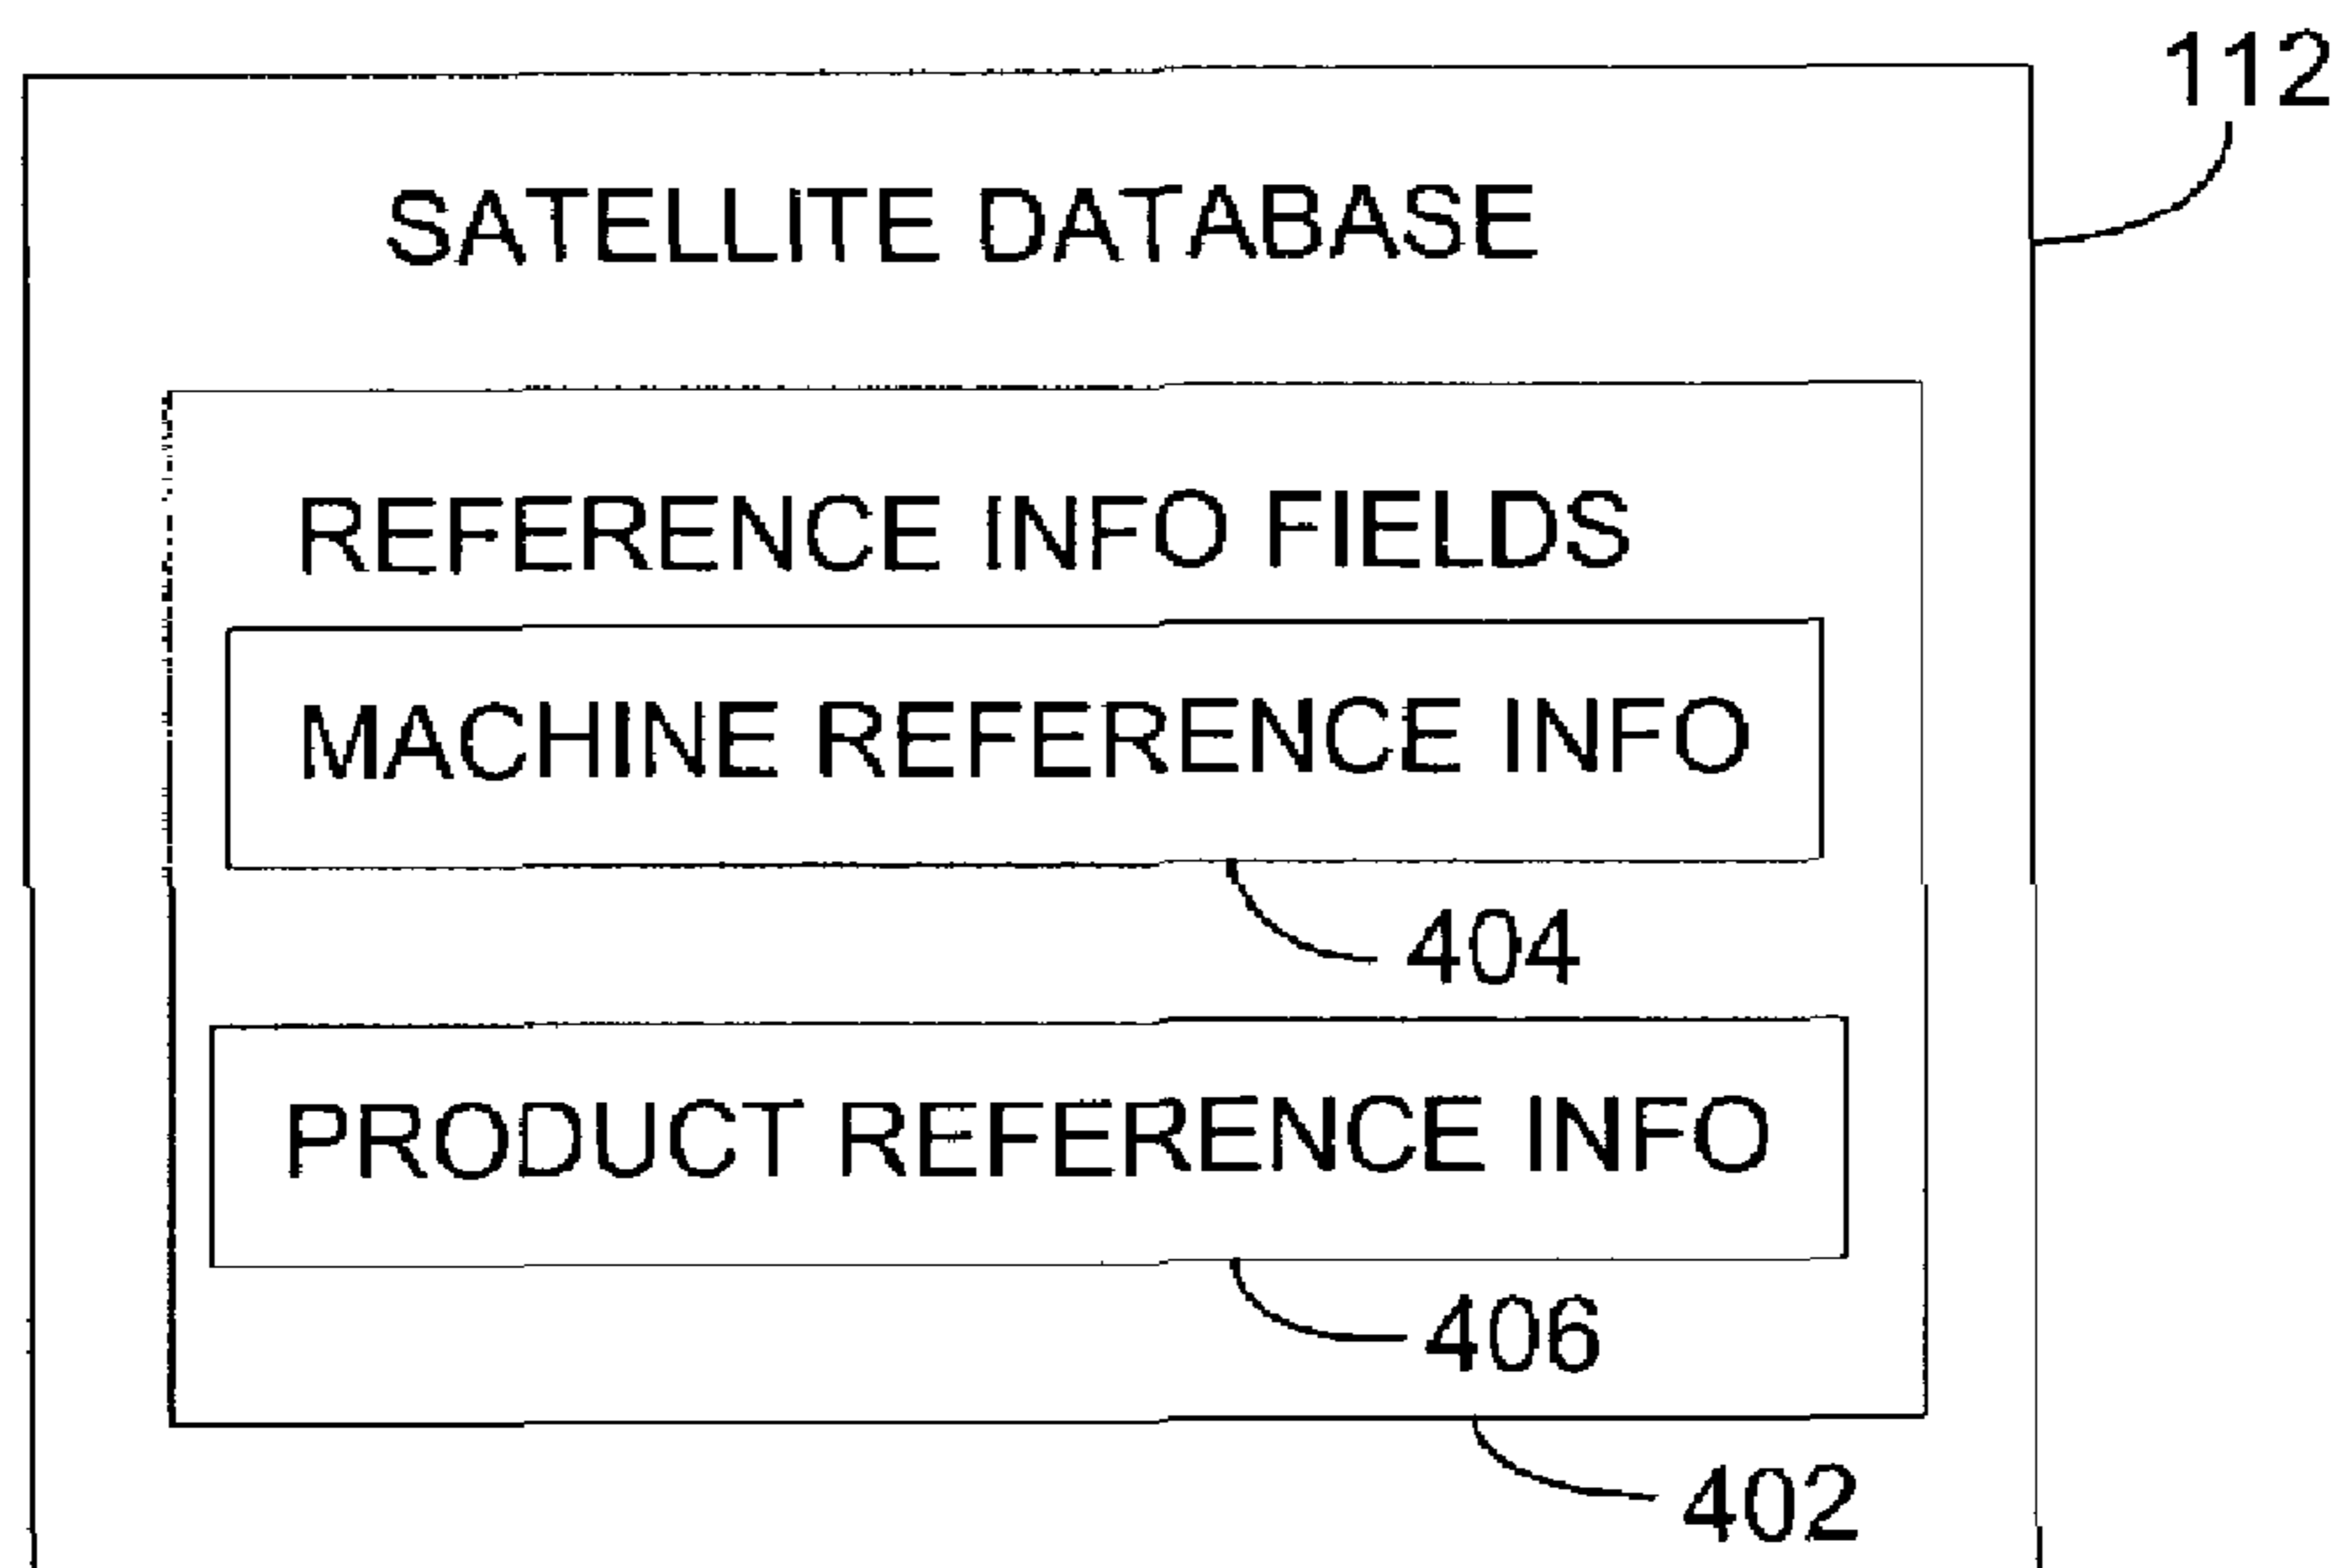 112
SATELLITE DATABASE
REFERENCE INFO FIELDS
MACHINE REFERENCE INFO
404
PRODUCT REFERENCE INFO
406
402